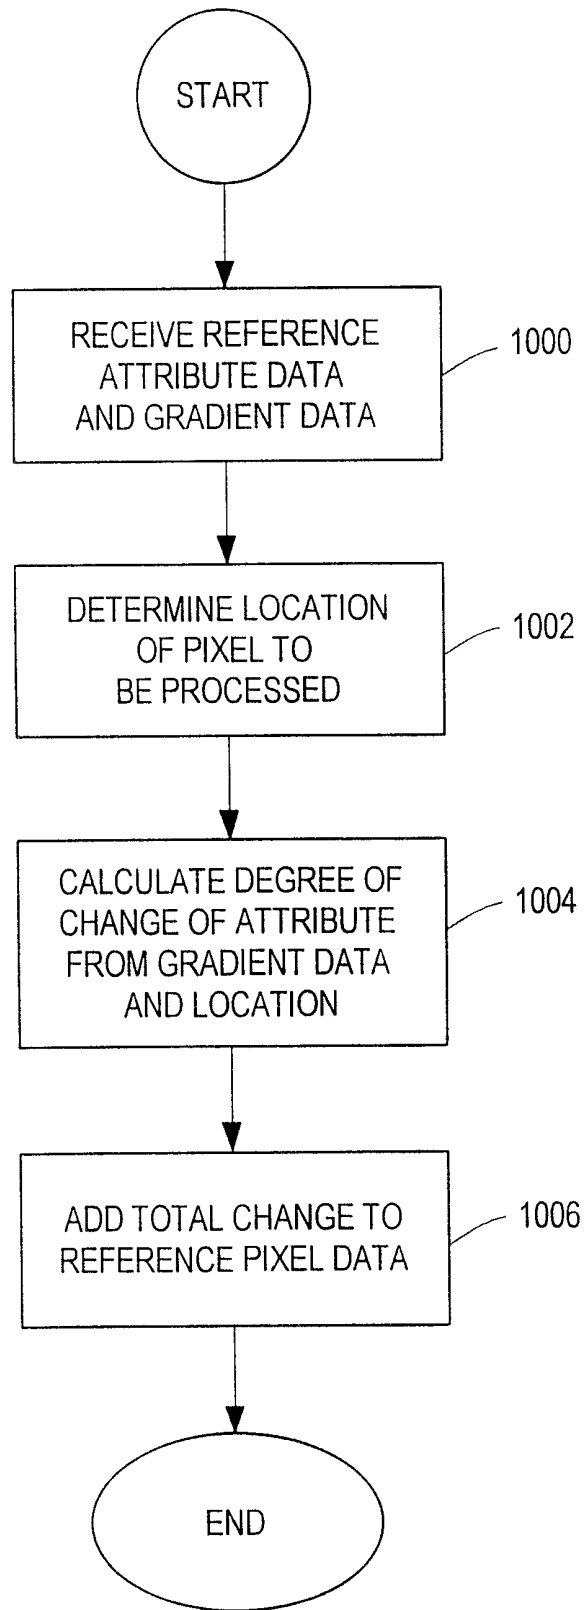 START
RECEIVE REFERENCE
ATTRIBUTE DATA
AND GRADIENT DATA
1000
DETERMINE LOCATION
OF PIXEL TO
BE PROCESSED
1002
CALCULATE DEGREE OF
CHANGE OF ATTRIBUTE
FROM GRADIENT DATA
AND LOCATION
1004
ADD TOTAL CHANGE TO
REFERENCE PIXEL DATA
1006
END